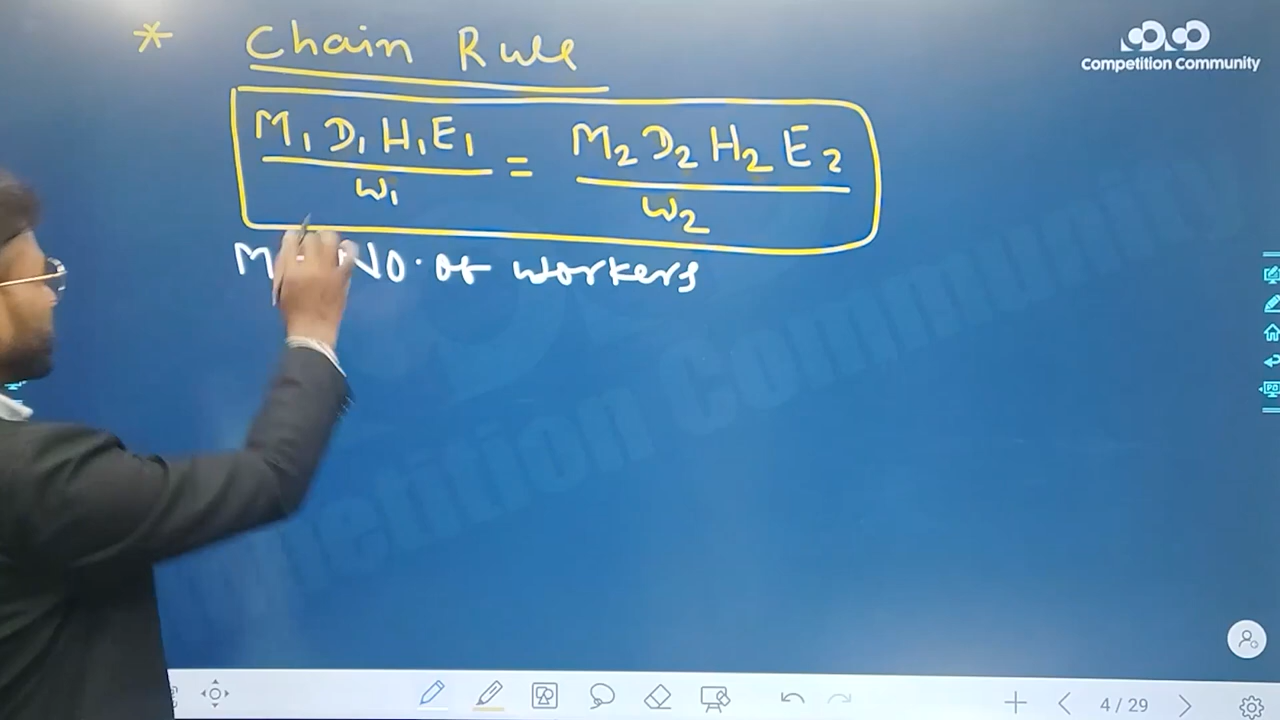 * Chain Rule
M₁ D₁ H₁ E₁ / W₁ = M₂ D₂ H₂ E₂ / W₂
M No. of workers
Competition Community
4 / 29